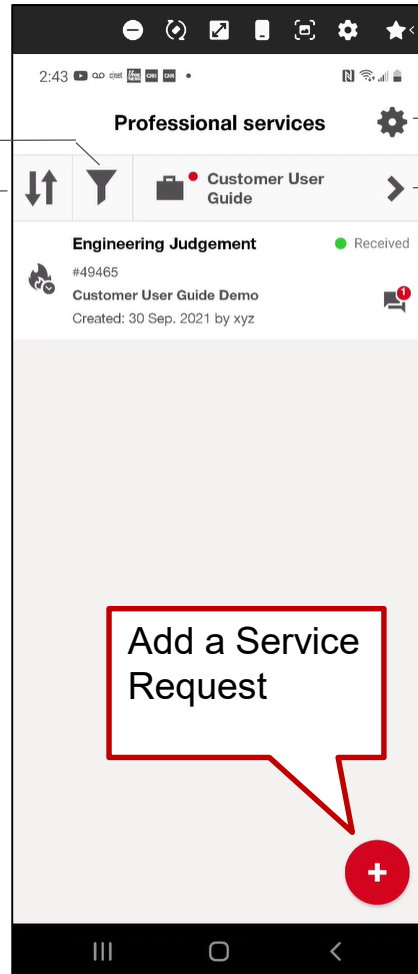 2:43
Professional services
Customer User
Guide
Engineering Judgement
Received
#49465
Customer User Guide Demo
1
Created: 30 Sep. 2021 by xyz
Add a Service
Request
+